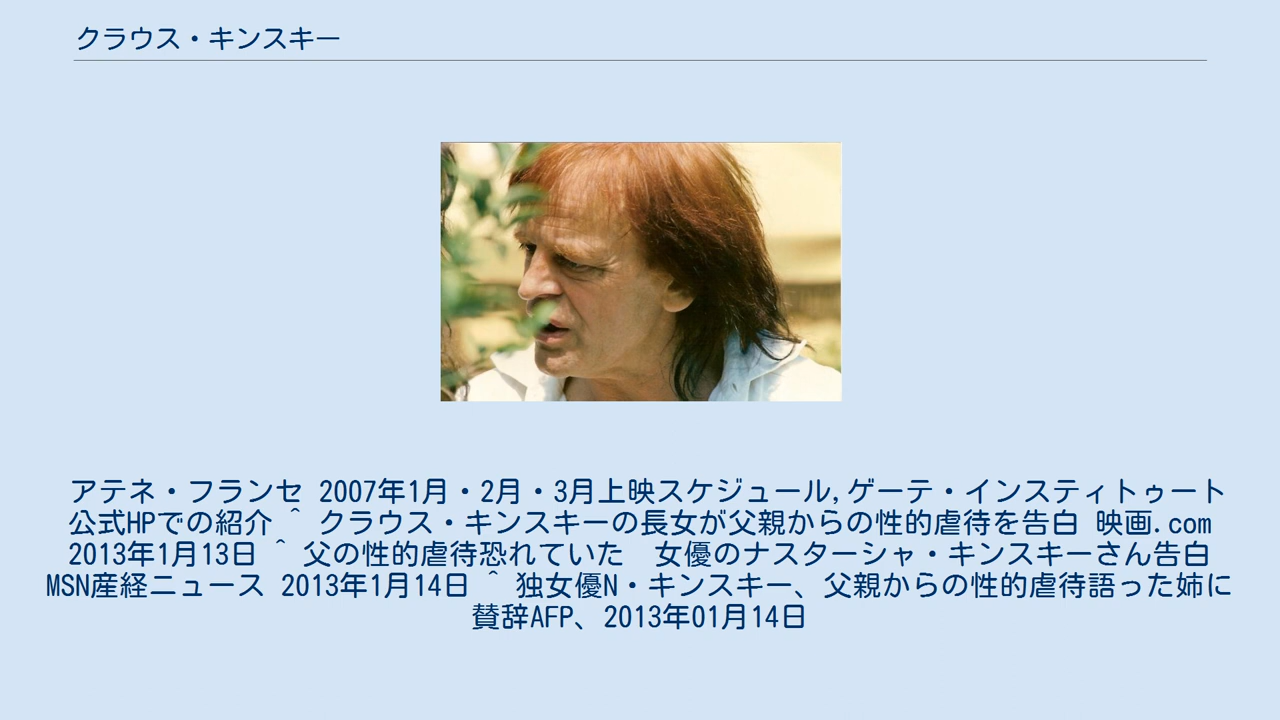 クラウス・キンスキー
アテネ・フランセ 2007年1月・2月・3月上映スケジュール,ゲーテ・インスティトゥート
公式HPでの紹介 ^ クラウス・キンスキーの長女が父親からの性的虐待を告白 映画.com
2013年1月13日 ^ 父の性的虐待恐れていた　女優のナスターシャ・キンスキーさん告白
MSN産経ニュース 2013年1月14日 ^ 独女優N・キンスキー、父親からの性的虐待語った姉に
賛辞AFP、2013年01月14日